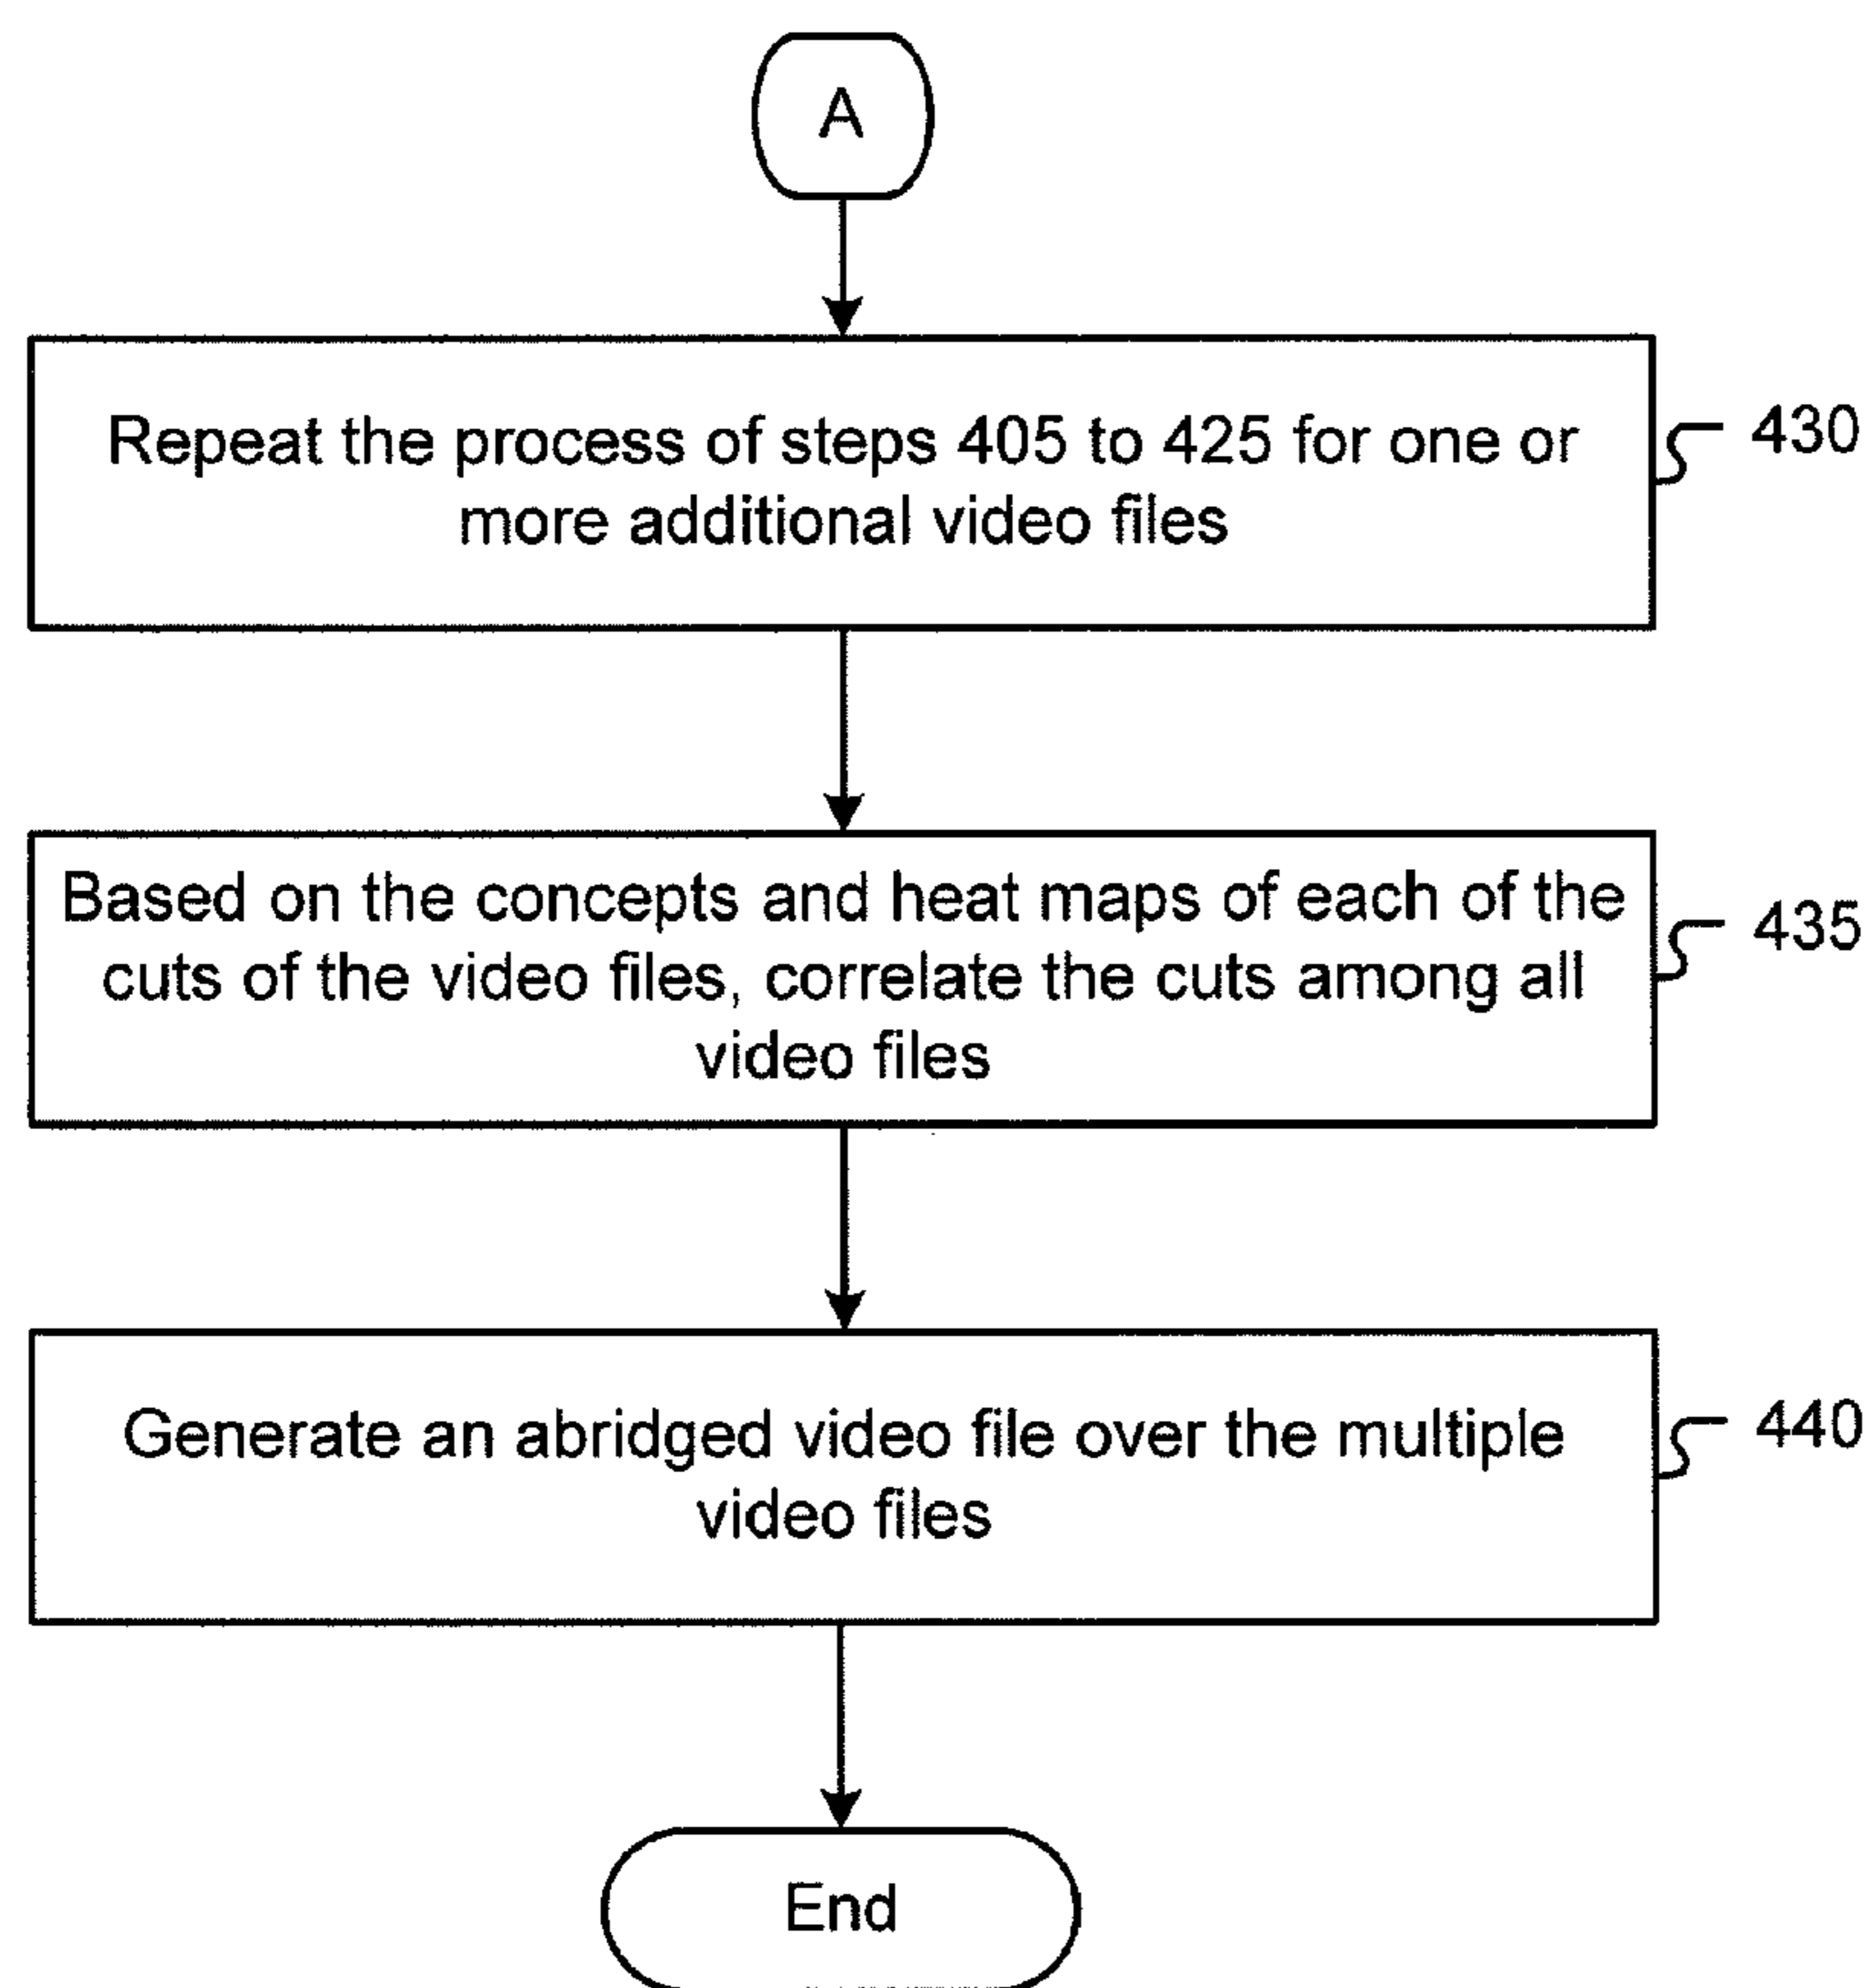 A
Repeat the process of steps 405 to 425 for one or
more additional video files
430
Based on the concepts and heat maps of each of the
cuts of the video files, correlate the cuts among all
video files
435
Generate an abridged video file over the multiple
video files
440
End